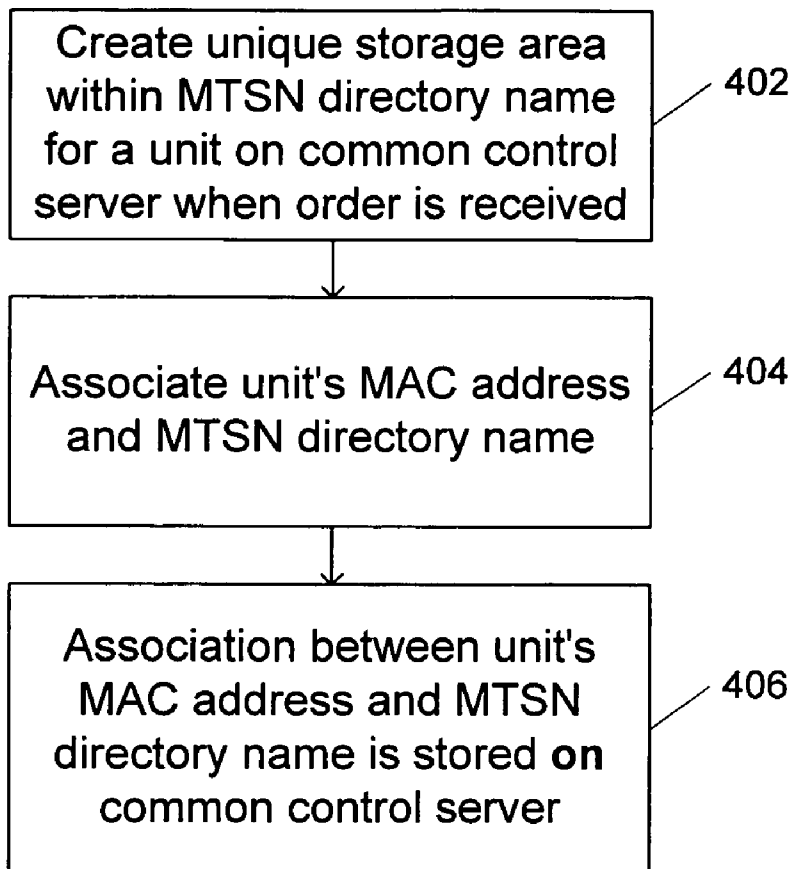 Create unique storage area
within MTSN directory name
for a unit on common control
server when order is received
402
Associate unit's MAC address
and MTSN directory name
404
Association between unit's
MAC address and MTSN
directory name is stored on
common control server
406